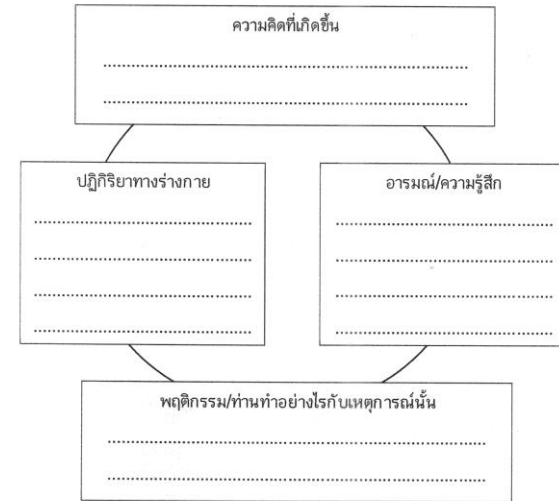 ความคิดที่เกิดขึ้น
ปฏิกิริยาทางร่างกาย
อารมณ์/ความรู้สึก
พฤติกรรม/ท่านทำอย่างไรกับเหตุการณ์นั้น